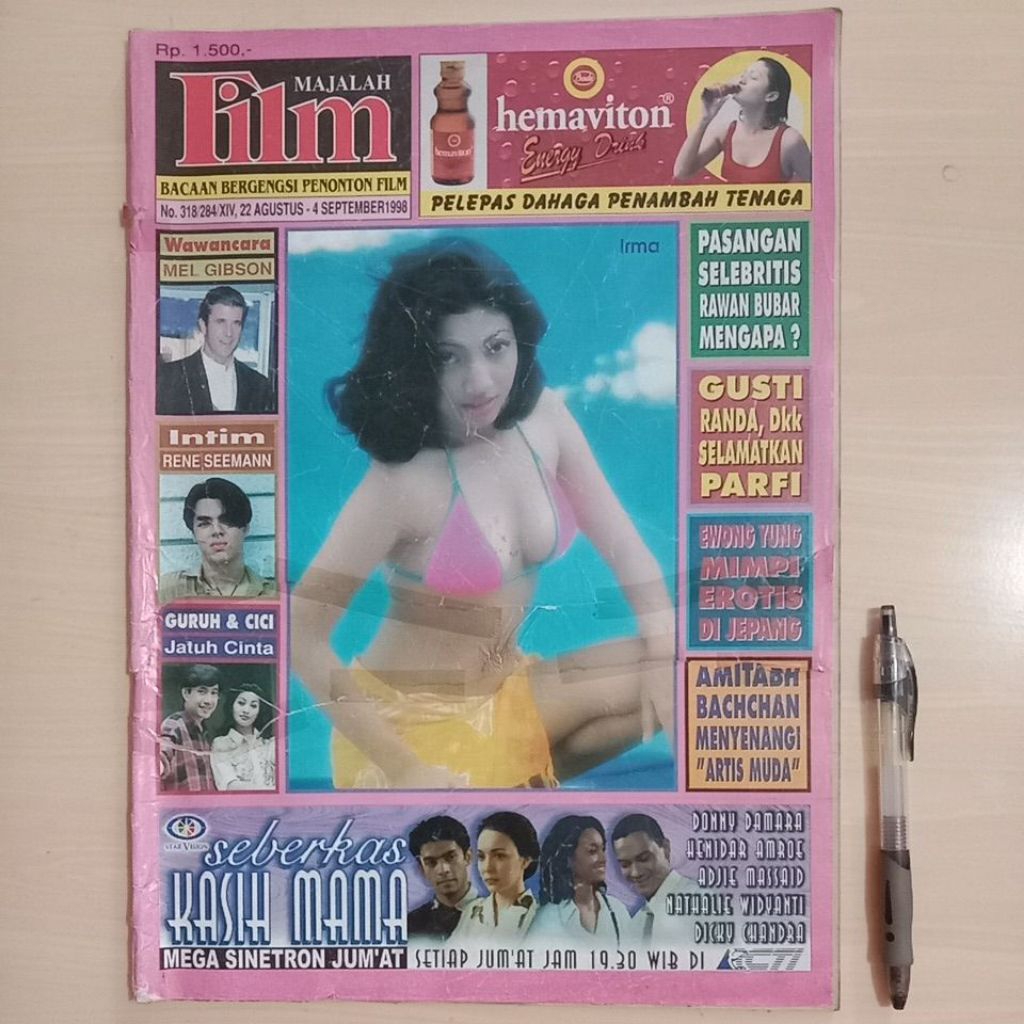 Rp. 1.500,-
MAJALAH
Film
BACAAN BERGENGSI PENONTON FILM
No. 318/284/XIV, 22 AGUSTUS - 4 SEPTEMBER1998
hemaviton®
Energy Drink
hemaviton
PELEPAS DAHAGA PENAMBAH TENAGA
Wawancara
MEL GIBSON
Intim
RENE SEEMANN
GURUH & CICI
Jatuh Cinta
Irma
PASANGAN
SELEBRITIS
RAWAN BUBAR
MENGAPA ?
GUSTI
RANDA, Dkk
SELAMATKAN
PARFI
EWONG YUNG
MIMPI
EROTIS
DI JEPANG
AMITABH
BACHCHAN
MENYENANGI
"ARTIS MUDA"
STAR VISION
seberkas
KASIH MAMA
MEGA SINETRON JUM'AT
DONNY DAMARA
HENIDAR AMROE
ADJIE MASSAID
NATHALIE WIDYANTI
DICKY CHANDRA
SETIAP JUM'AT JAM 19.30 WIB DI RCTI